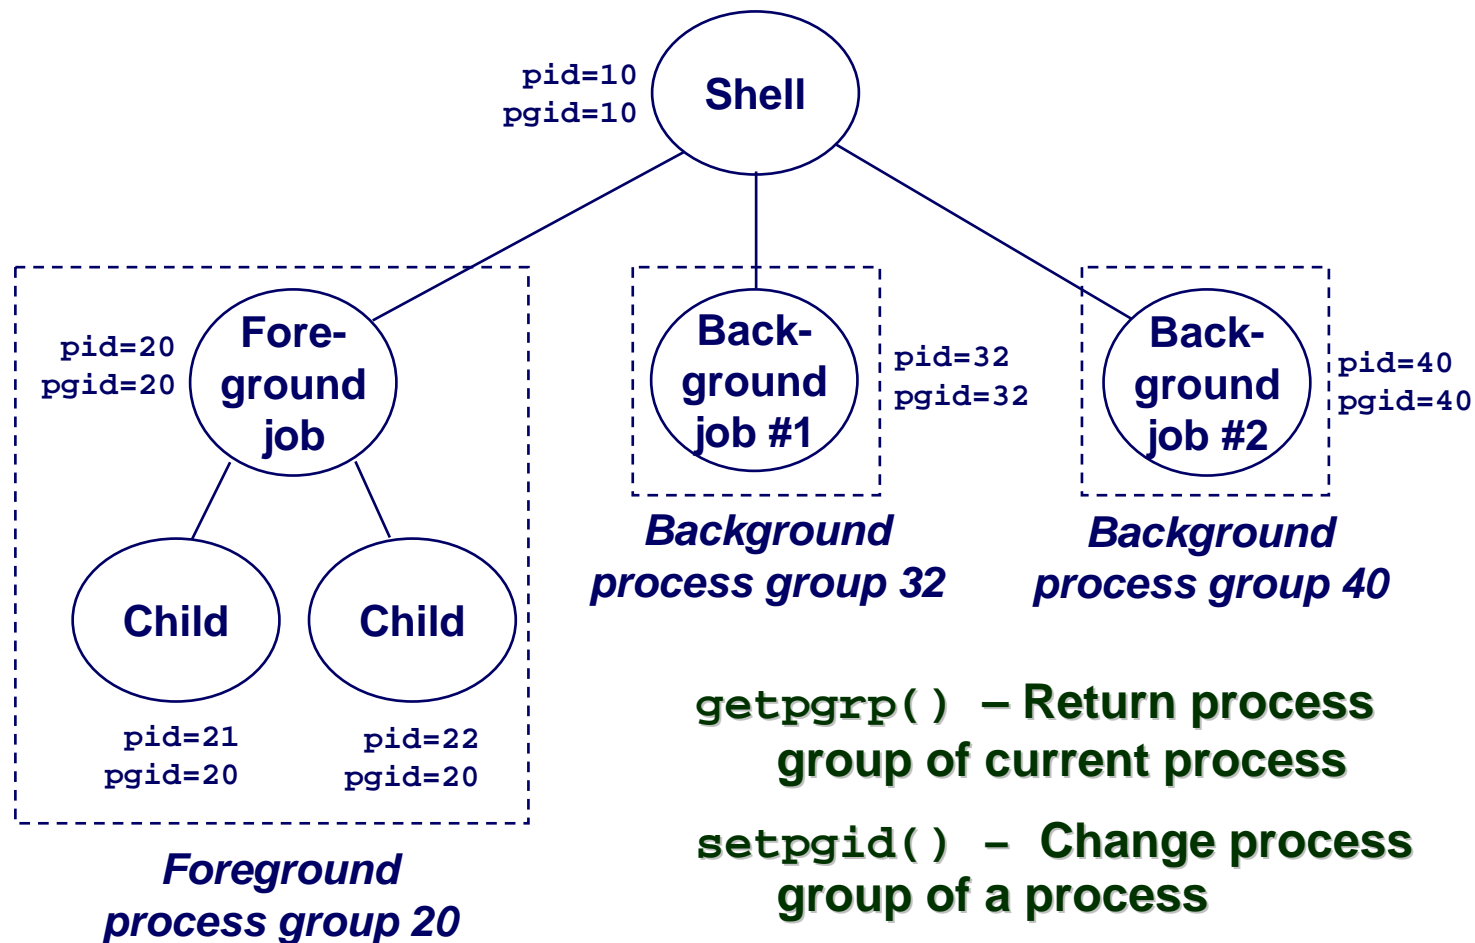 pid=10
pgid=10
Shell
pid=20
pgid=20
Fore-
ground
job
Back-
ground
job #1
pid=32
pgid=32
Back-
ground
job #2
pid=40
pgid=40
Background
process group 32
Background
process group 40
Child
Child
pid=21
pgid=20
pid=22
pgid=20
Foreground
process group 20
getpgrp() – Return process
group of current process
setpgid() – Change process
group of a process